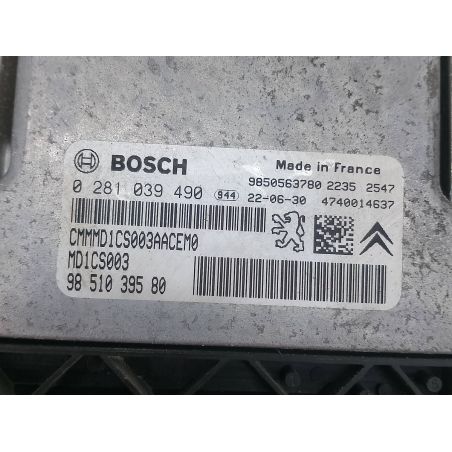 BOSCH
Made in France
9850563780 2235 2547
0 281 039 490 944 22-06-30 4740014637
CMMMD1CS003AACEM0
MD1CS003
98 510 395 80